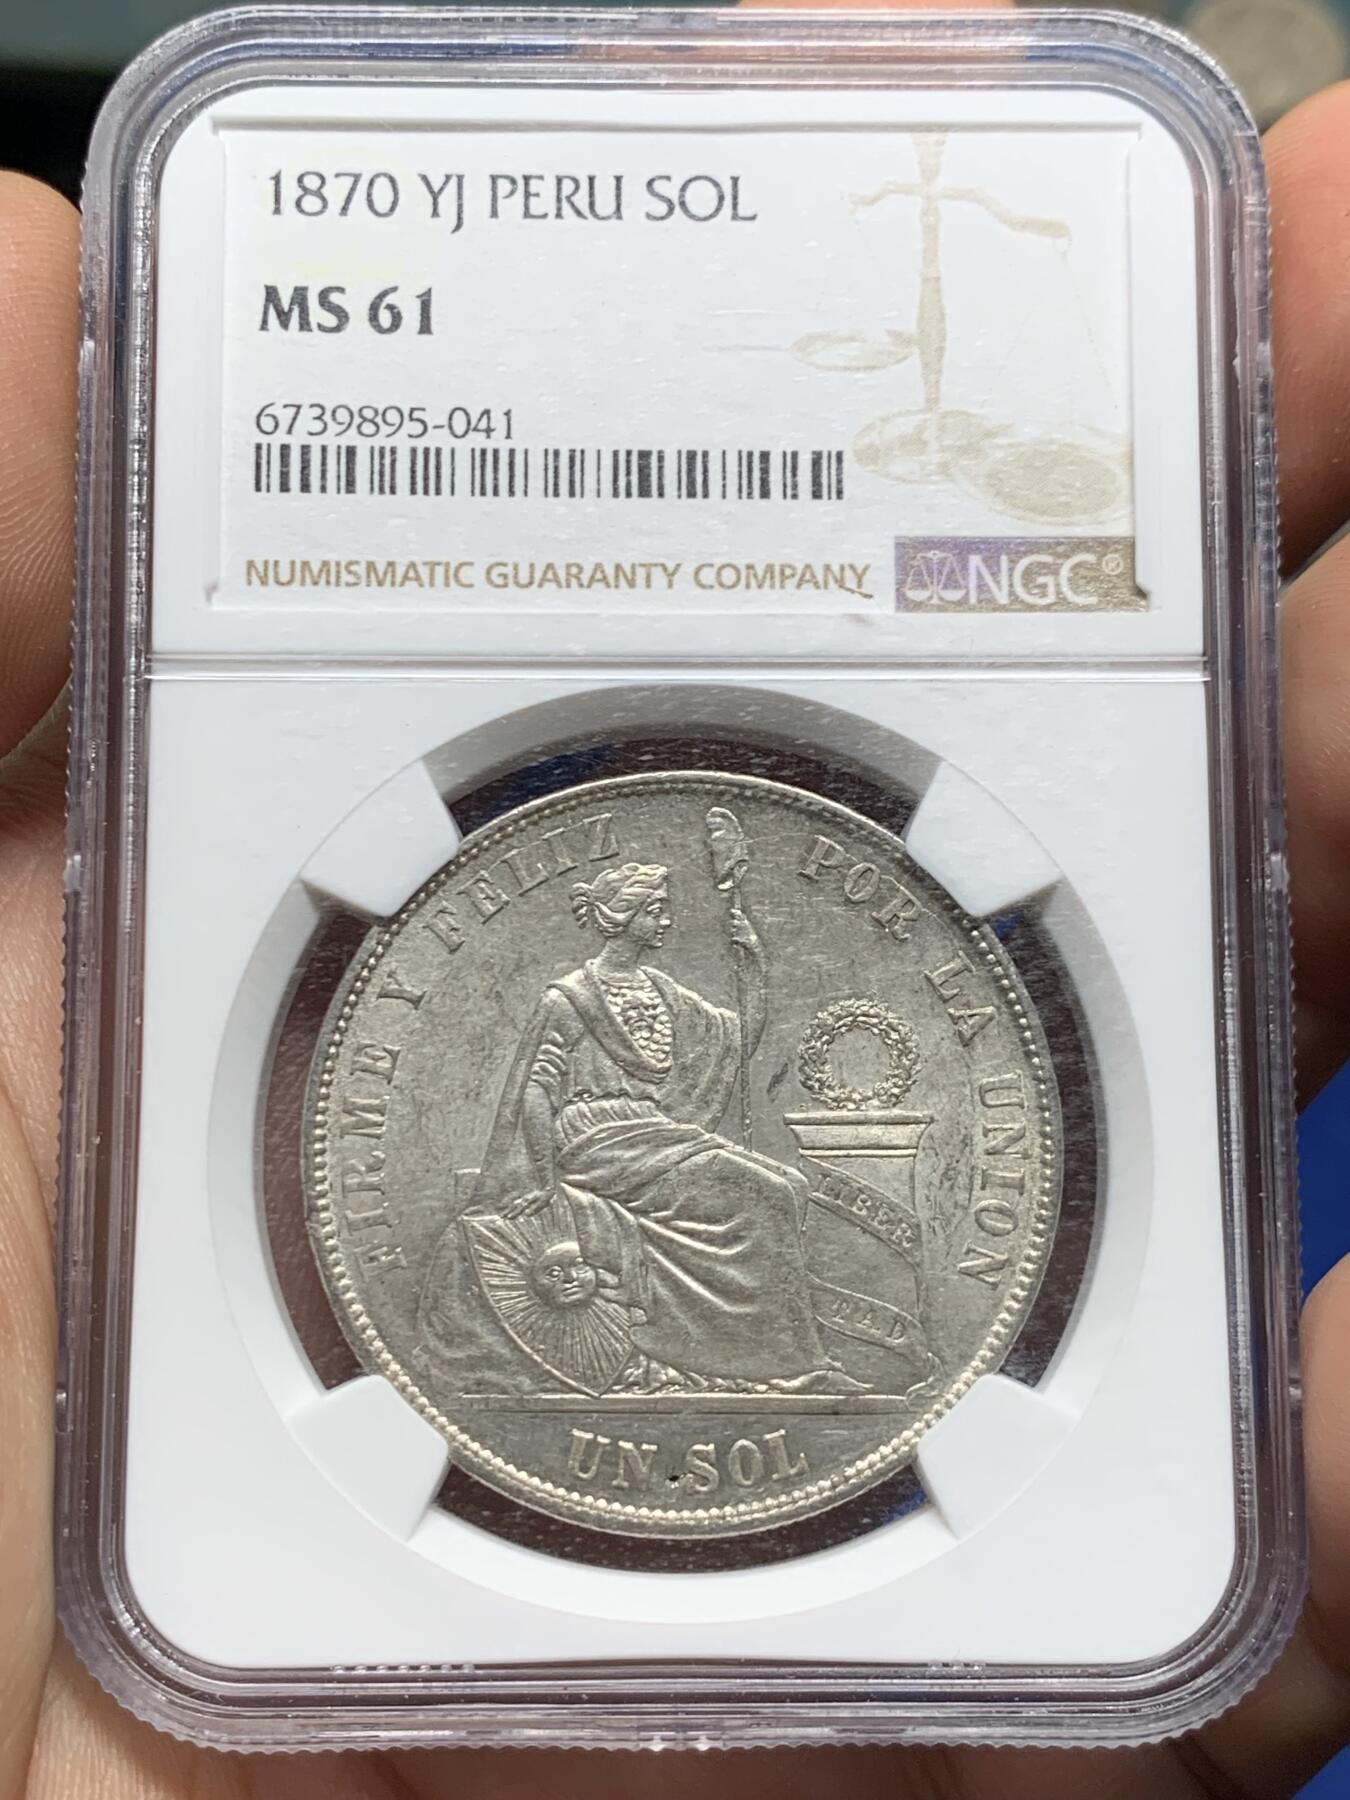 1870 YJ PERU SOL
MS 61
6739895-041
NUMISMATIC GUARANTY COMPANY
NGC®
FIRME Y FELIZ POR LA UNION
LIBER
TAD
UN SOL